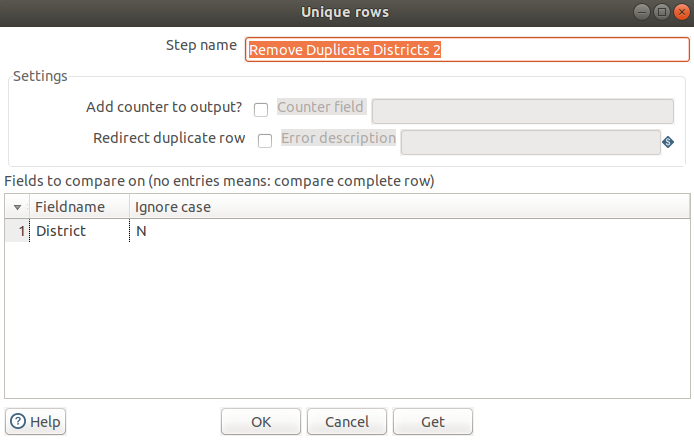 Unique rows
Step name Remove Duplicate Districts 2
Settings
Add counter to output? Counter field
Redirect duplicate row Error description
Fields to compare on (no entries means: compare complete row)
Fieldname Ignore case
1 District N
Help OK Cancel Get